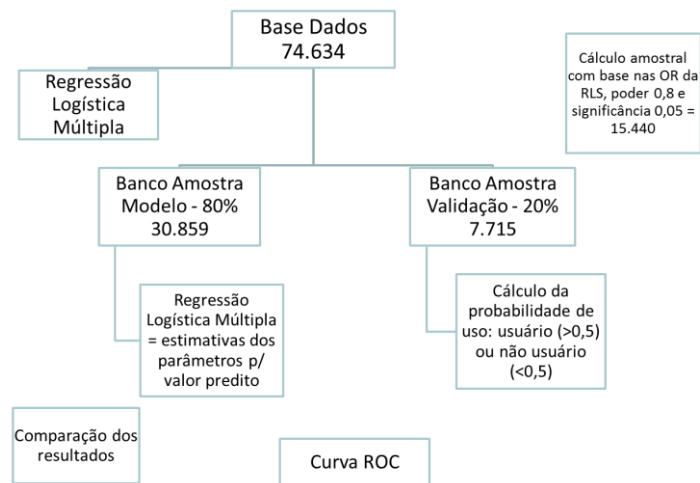 Base Dados
74.634
Regressão
Logística
Múltipla
Cálculo amostral
com base nas OR da
RLS, poder 0,8 e
significância 0,05 =
15.440
Banco Amostra
Modelo - 80%
30.859
Banco Amostra
Validação - 20%
7.715
Regressão
Logística Múltipla
= estimativas dos
parâmetros p/
valor predito
Cálculo da
probabilidade de
uso: usuário (>0,5)
ou não usuário
(<0,5)
Comparação dos
resultados
Curva ROC